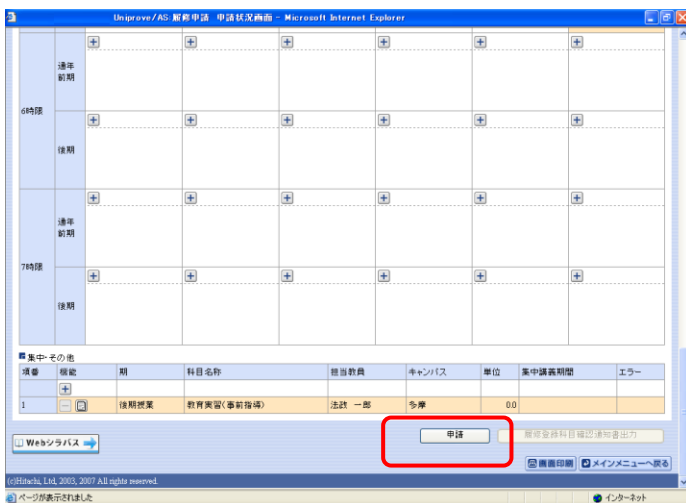 Uniprove/AS:履修申請 申請状況画面 - Microsoft Internet Explorer
6時限
通年
前期
後期
7時限
通年
前期
後期
集中・その他
項番 機能 期 科目名称 担当教員 キャンパス 単位 集中講義期間 エラー
1 後期授業 教育実習(事前指導) 法政 一郎 多摩 0.0
Webシラバス
申請
履修登録科目確認通知書出力
画面印刷 メインメニューへ戻る
(c)Hitachi, Ltd, 2003, 2007 All rights reserved.
ページが表示されました
インターネット